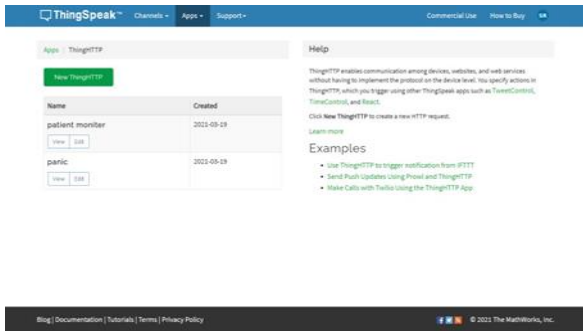 ThingSpeak™ Channels Apps Support Commercial Use How to Buy
Apps / ThingHTTP
New ThingHTTP
Name Created
patient moniter 2021-03-19
View Edit
panic 2021-03-19
View Edit
Help
ThingHTTP enables communication among devices, websites, and web services
without having to implement the protocol on the device level. You specify actions in
ThingHTTP, which you trigger using other ThingSpeak apps such as TweetControl,
TimeControl, and React.
Click New ThingHTTP to create a new HTTP request.
Learn more
Examples
Use ThingHTTP to trigger notification from IFTTT
Send Push Updates Using Prowl and ThingHTTP
Make Calls with Twilio Using the ThingHTTP App
Blog | Documentation | Tutorials | Terms | Privacy Policy © 2021 The MathWorks, Inc.